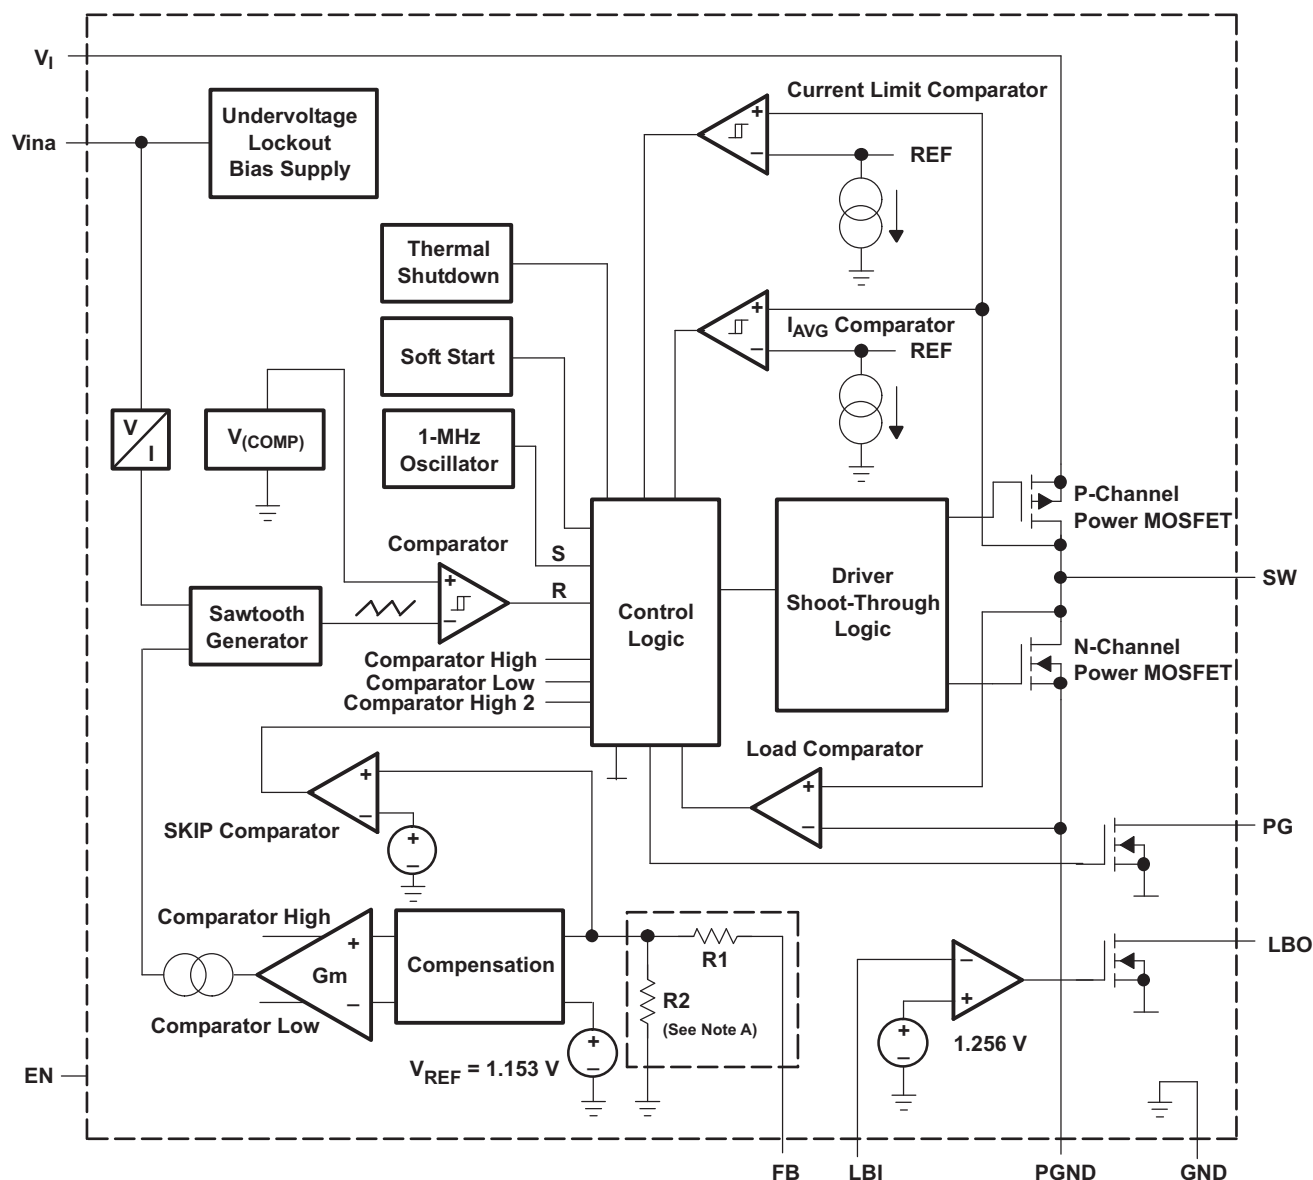 V_I
Current Limit Comparator
+
−
REF
Vina
Undervoltage
Lockout
Bias Supply
Thermal
Shutdown
+
I_AVG Comparator
−
REF
Soft Start
V
I
V_(COMP)
1-MHz
Oscillator
P-Channel
Power MOSFET
Comparator
S
R
+
−
SW
Sawtooth
Generator
Control
Logic
Driver
Shoot-Through
Logic
N-Channel
Power MOSFET
Comparator High
Comparator Low
Comparator High 2
Load Comparator
+
−
+
−
SKIP Comparator
+
−
PG
Comparator High
+
Gm
−
Comparator Low
Compensation
R1
R2
(See Note A)
−
+
LBO
+
−
V_REF = 1.153 V
+
−
1.256 V
EN
FB
LBI
PGND
GND